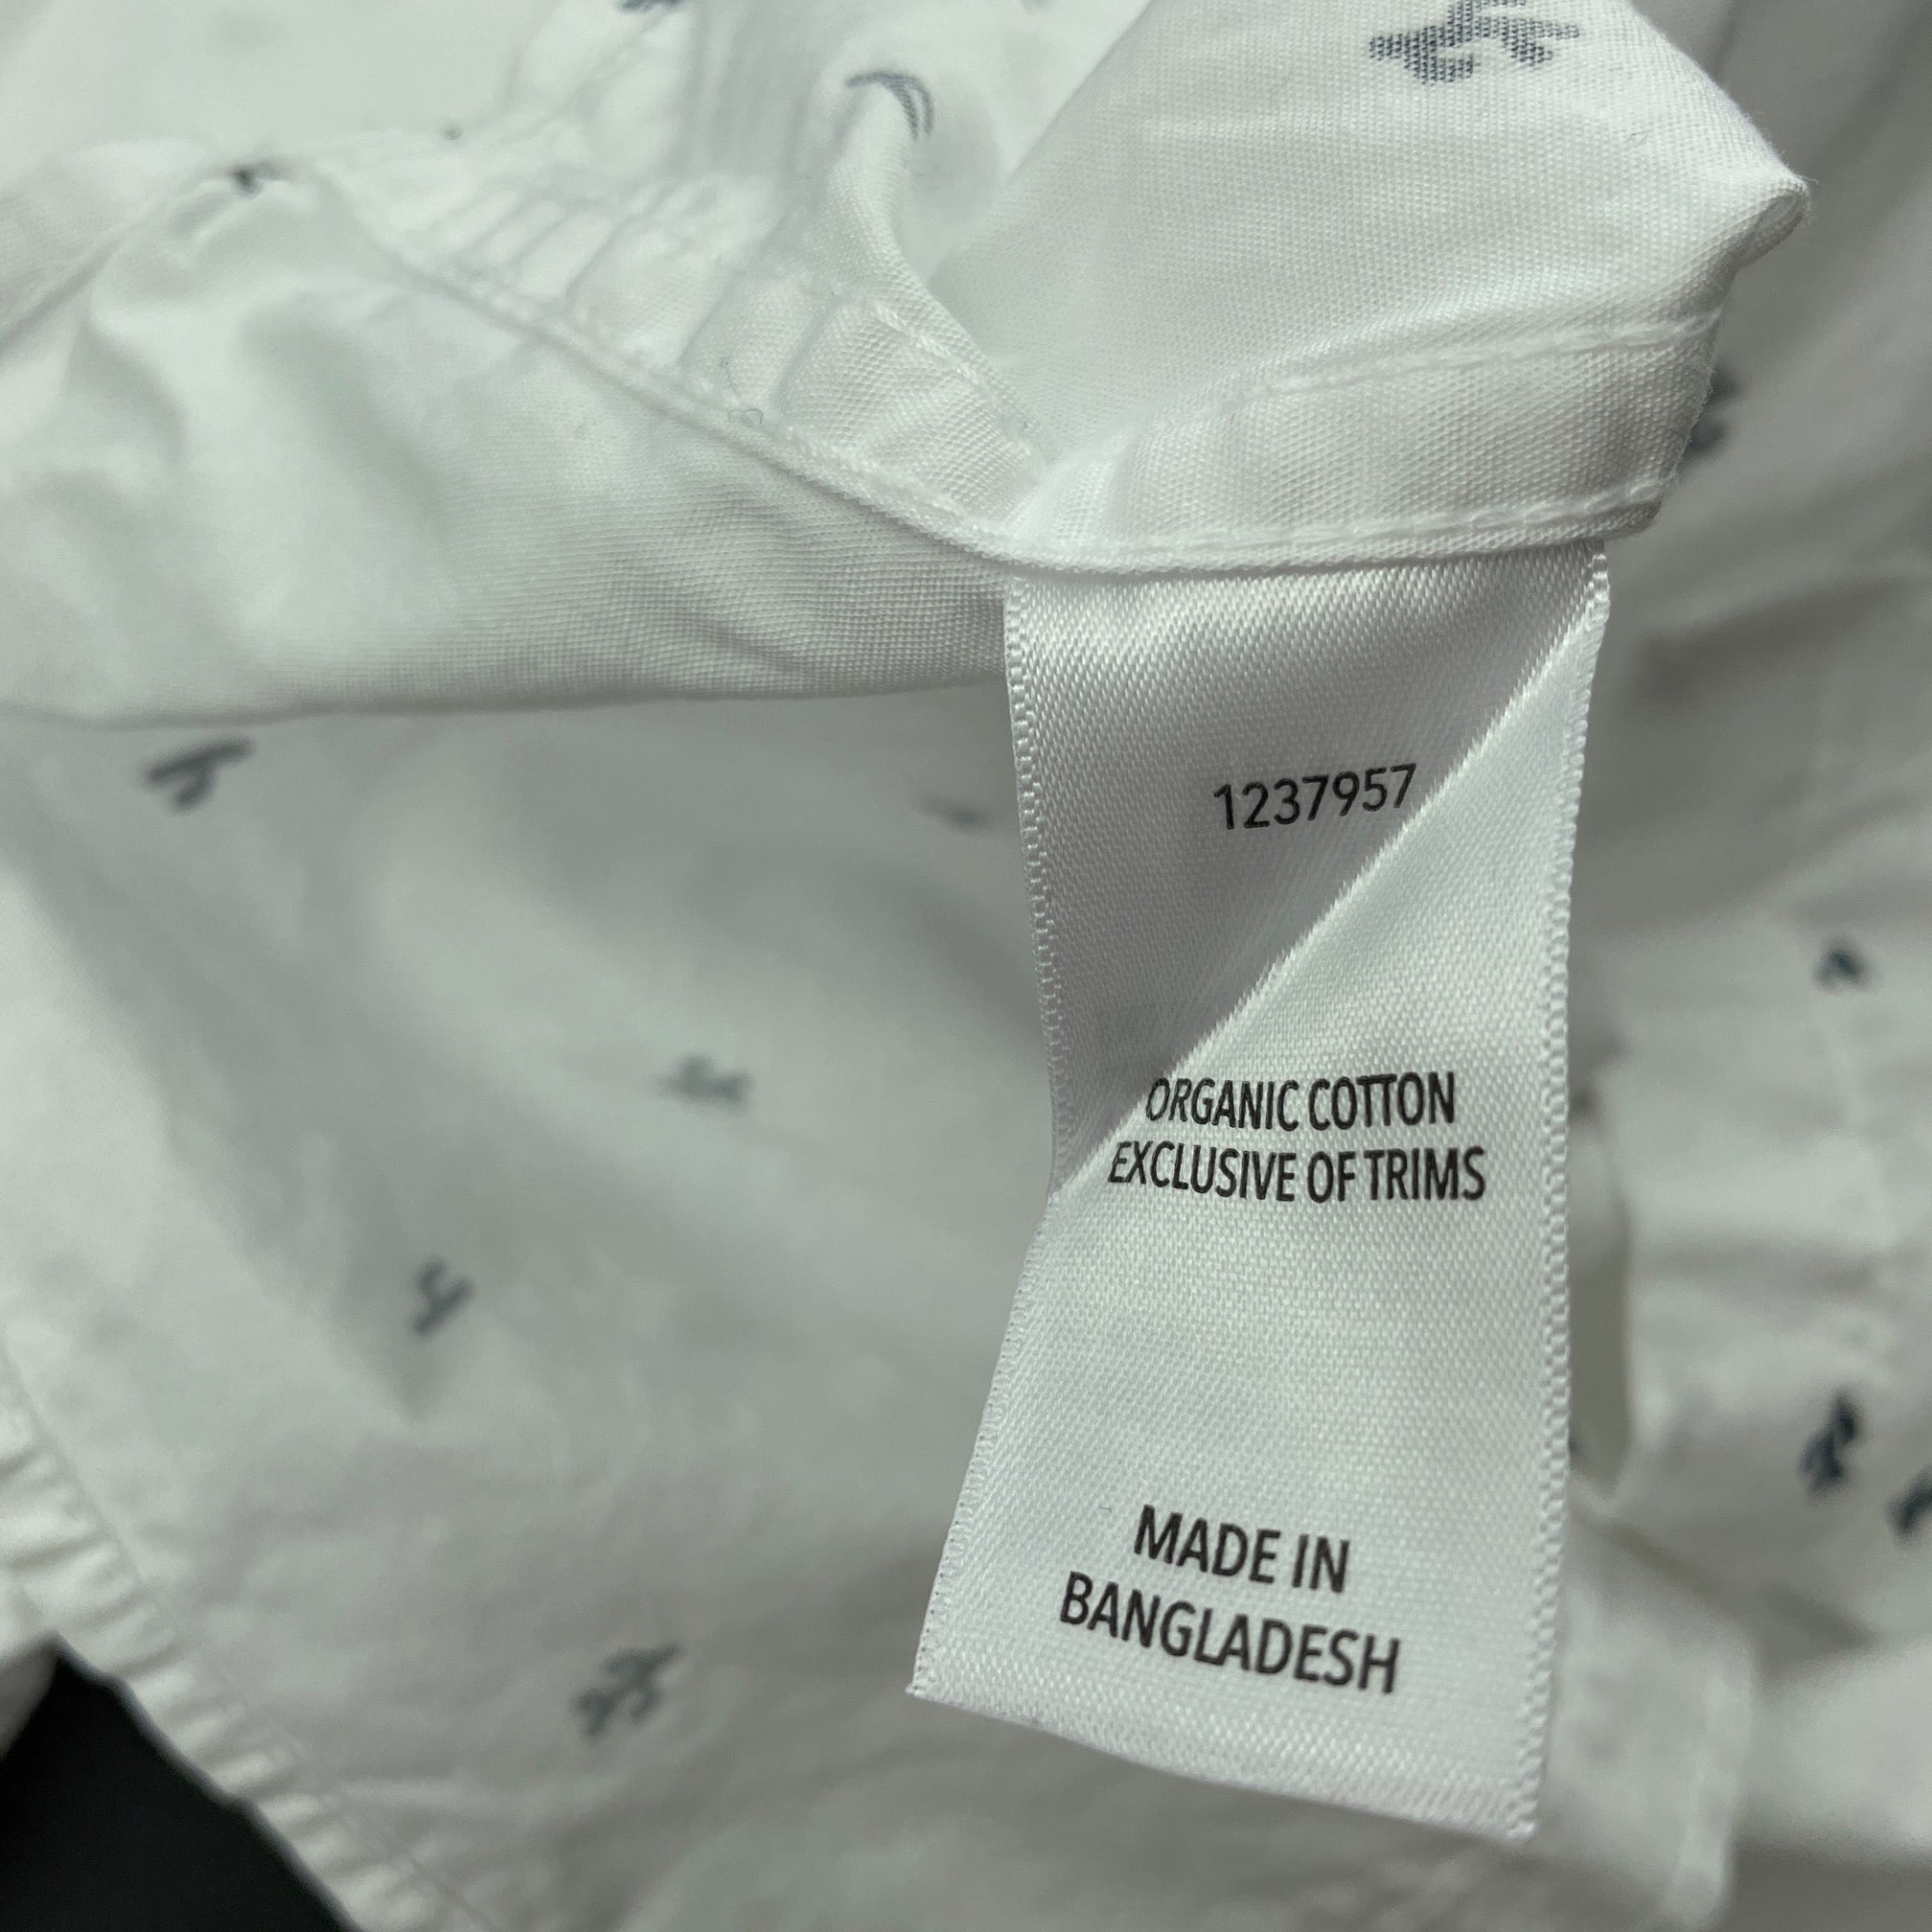 1237957
ORGANIC COTTON
EXCLUSIVE OF TRIMS
MADE IN
BANGLADESH